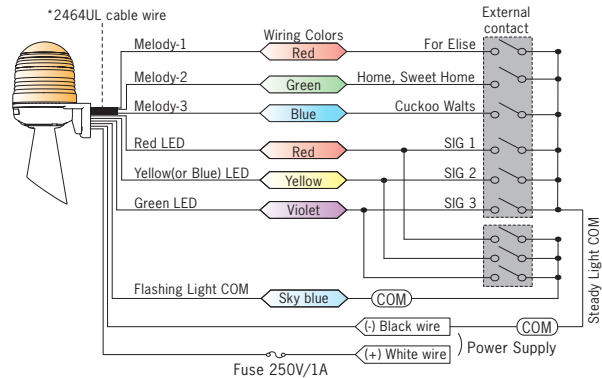 *2464UL cable wire
Wiring Colors
External
contact
Melody-1
Red
For Elise
Melody-2
Green
Home, Sweet Home
Melody-3
Blue
Cuckoo Walts
Red LED
Red
SIG 1
Yellow(or Blue) LED
Yellow
SIG 2
Green LED
Violet
SIG 3
Steady Light COM
Flashing Light COM
Sky blue
COM
(-) Black wire
COM
(+) White wire
Power Supply
Fuse 250V/1A